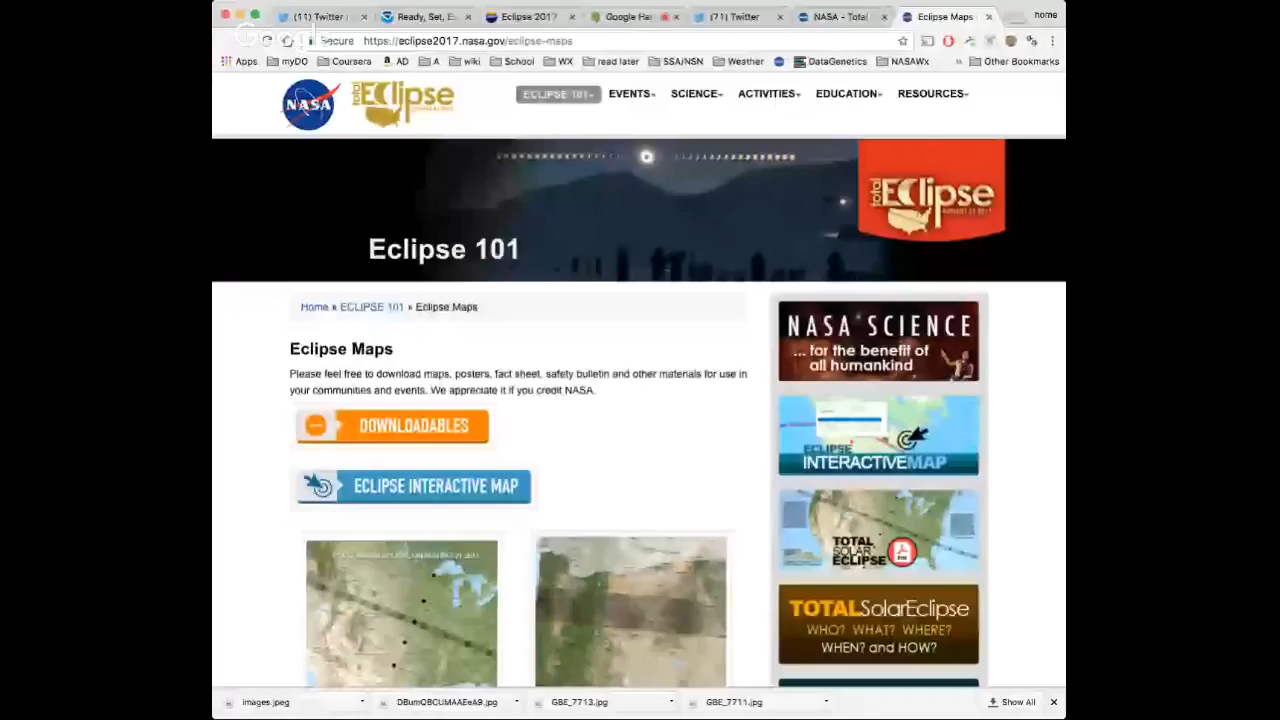 (11) Twitter
Ready, Set, E
Eclipse 2017
Google Ha
(71) Twitter
NASA - Total
Eclipse Maps
home
Secure https://eclipse2017.nasa.gov/eclipse-maps
Apps myDO Coursera AD A wiki School WX read later SSA/NSN Weather DataGenetics NASAWx » Other Bookmarks
NASA
total EClipse
ECLIPSE 101 EVENTS SCIENCE ACTIVITIES EDUCATION RESOURCES
total EClipse
AUGUST 21 2017
Eclipse 101
Home » ECLIPSE 101 » Eclipse Maps
Eclipse Maps
Please feel free to download maps, posters, fact sheet, safety bulletin and other materials for use in
your communities and events. We appreciate it if you credit NASA.
DOWNLOADABLES
ECLIPSE INTERACTIVE MAP
NASA SCIENCE
... for the benefit of
all humankind
ECLIPSE
INTERACTIVEMAP
TOTAL
SOLAR
ECLIPSE
TOTALSolarEclipse
WHO? WHAT? WHERE?
WHEN? and HOW?
images.jpeg
DBumQBCUMAAEeA9.jpg
GBE_7713.jpg
GBE_7711.jpg
Show All